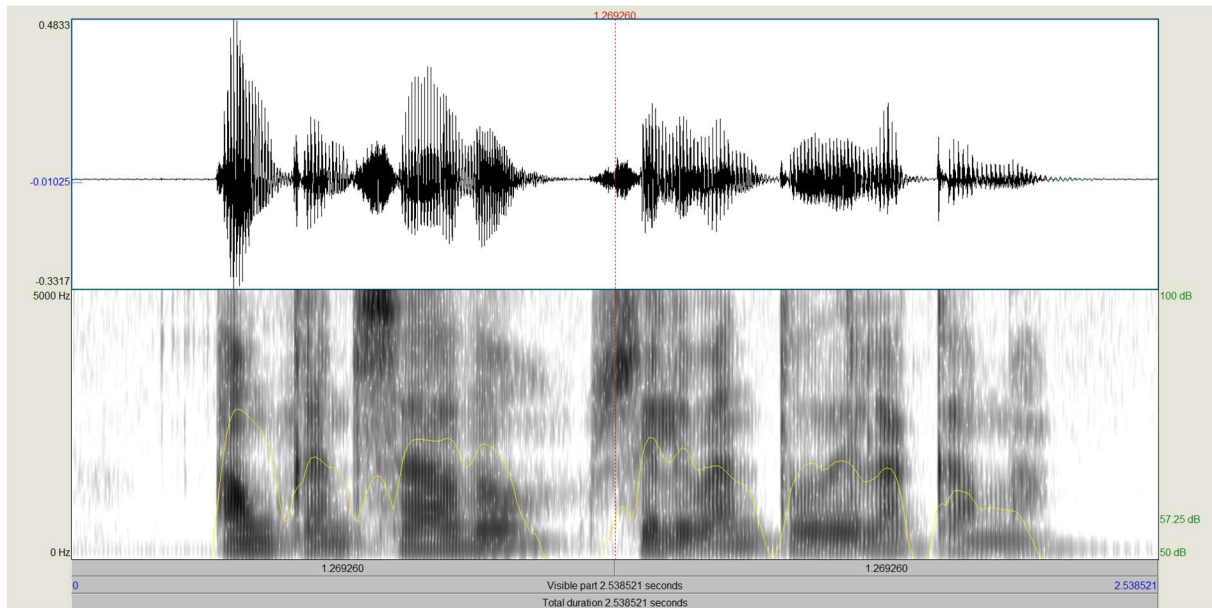 1.269260
0.4833
-0.01025
-0.3317
5000 Hz
100 dB
57.25 dB
0 Hz
50 dB
1.269260
1.269260
0
Visible part 2.538521 seconds
2.538521
Total duration 2.538521 seconds